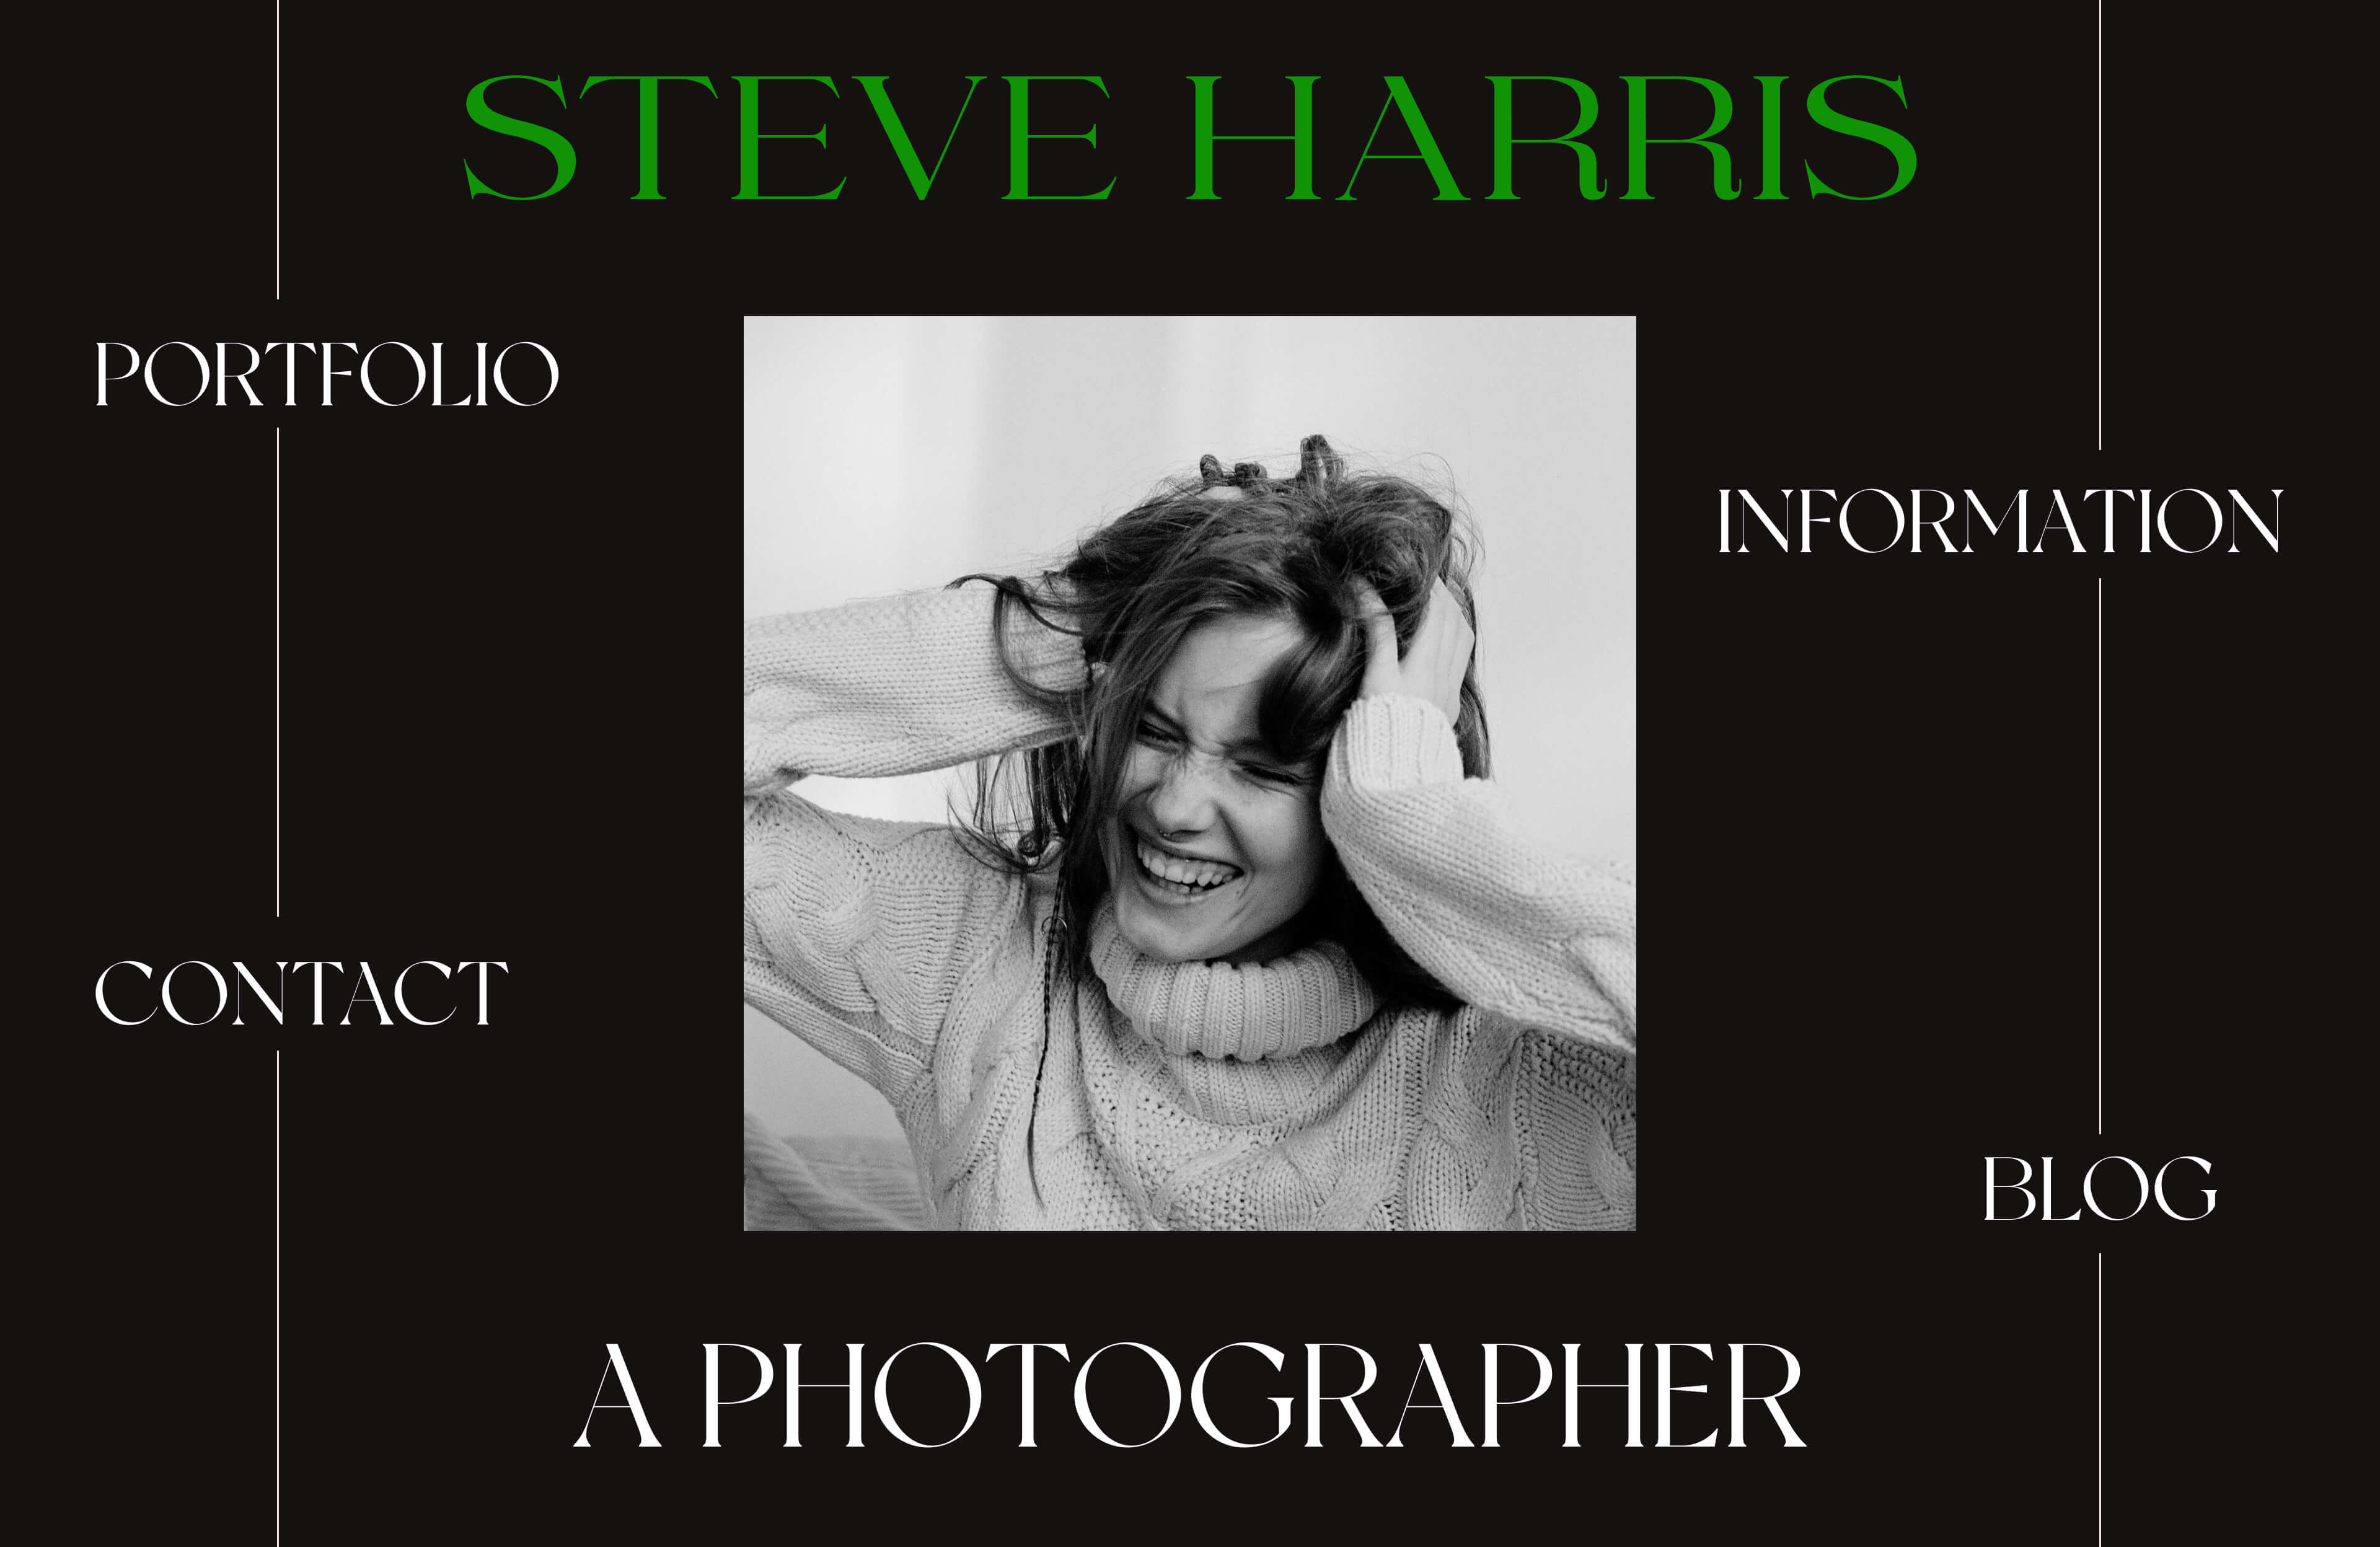 STEVE HARRIS
PORTFOLIO
INFORMATION
CONTACT
BLOG
A PHOTOGRAPHER